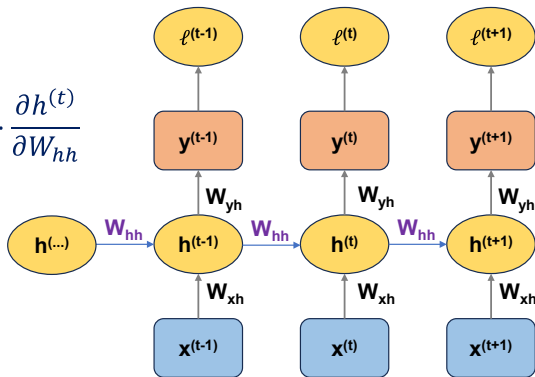 ℓ(t-1) ℓ(t) ℓ(t+1)
· ∂h(t)/∂Whh
y(t-1) y(t) y(t+1)
Wyh Wyh Wyh
Whh Whh Whh
h(...) h(t-1) h(t) h(t+1)
Wxh Wxh Wxh
x(t-1) x(t) x(t+1)